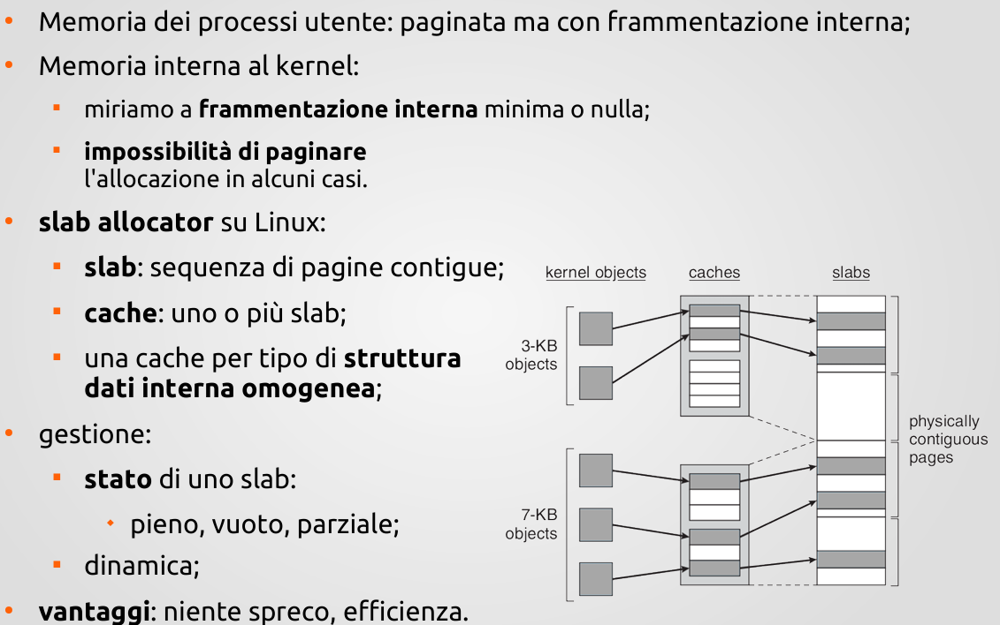 Memoria dei processi utente: paginata ma con frammentazione interna;
Memoria interna al kernel:
miriamo a frammentazione interna minima o nulla;
impossibilità di paginare
l'allocazione in alcuni casi.
slab allocator su Linux:
slab: sequenza di pagine contigue;
cache: uno o più slab;
una cache per tipo di struttura
dati interna omogenea;
gestione:
stato di uno slab:
pieno, vuoto, parziale;
dinamica;
vantaggi: niente spreco, efficienza.
kernel objects
caches
slabs
3-KB
objects
7-KB
objects
physically
contiguous
pages